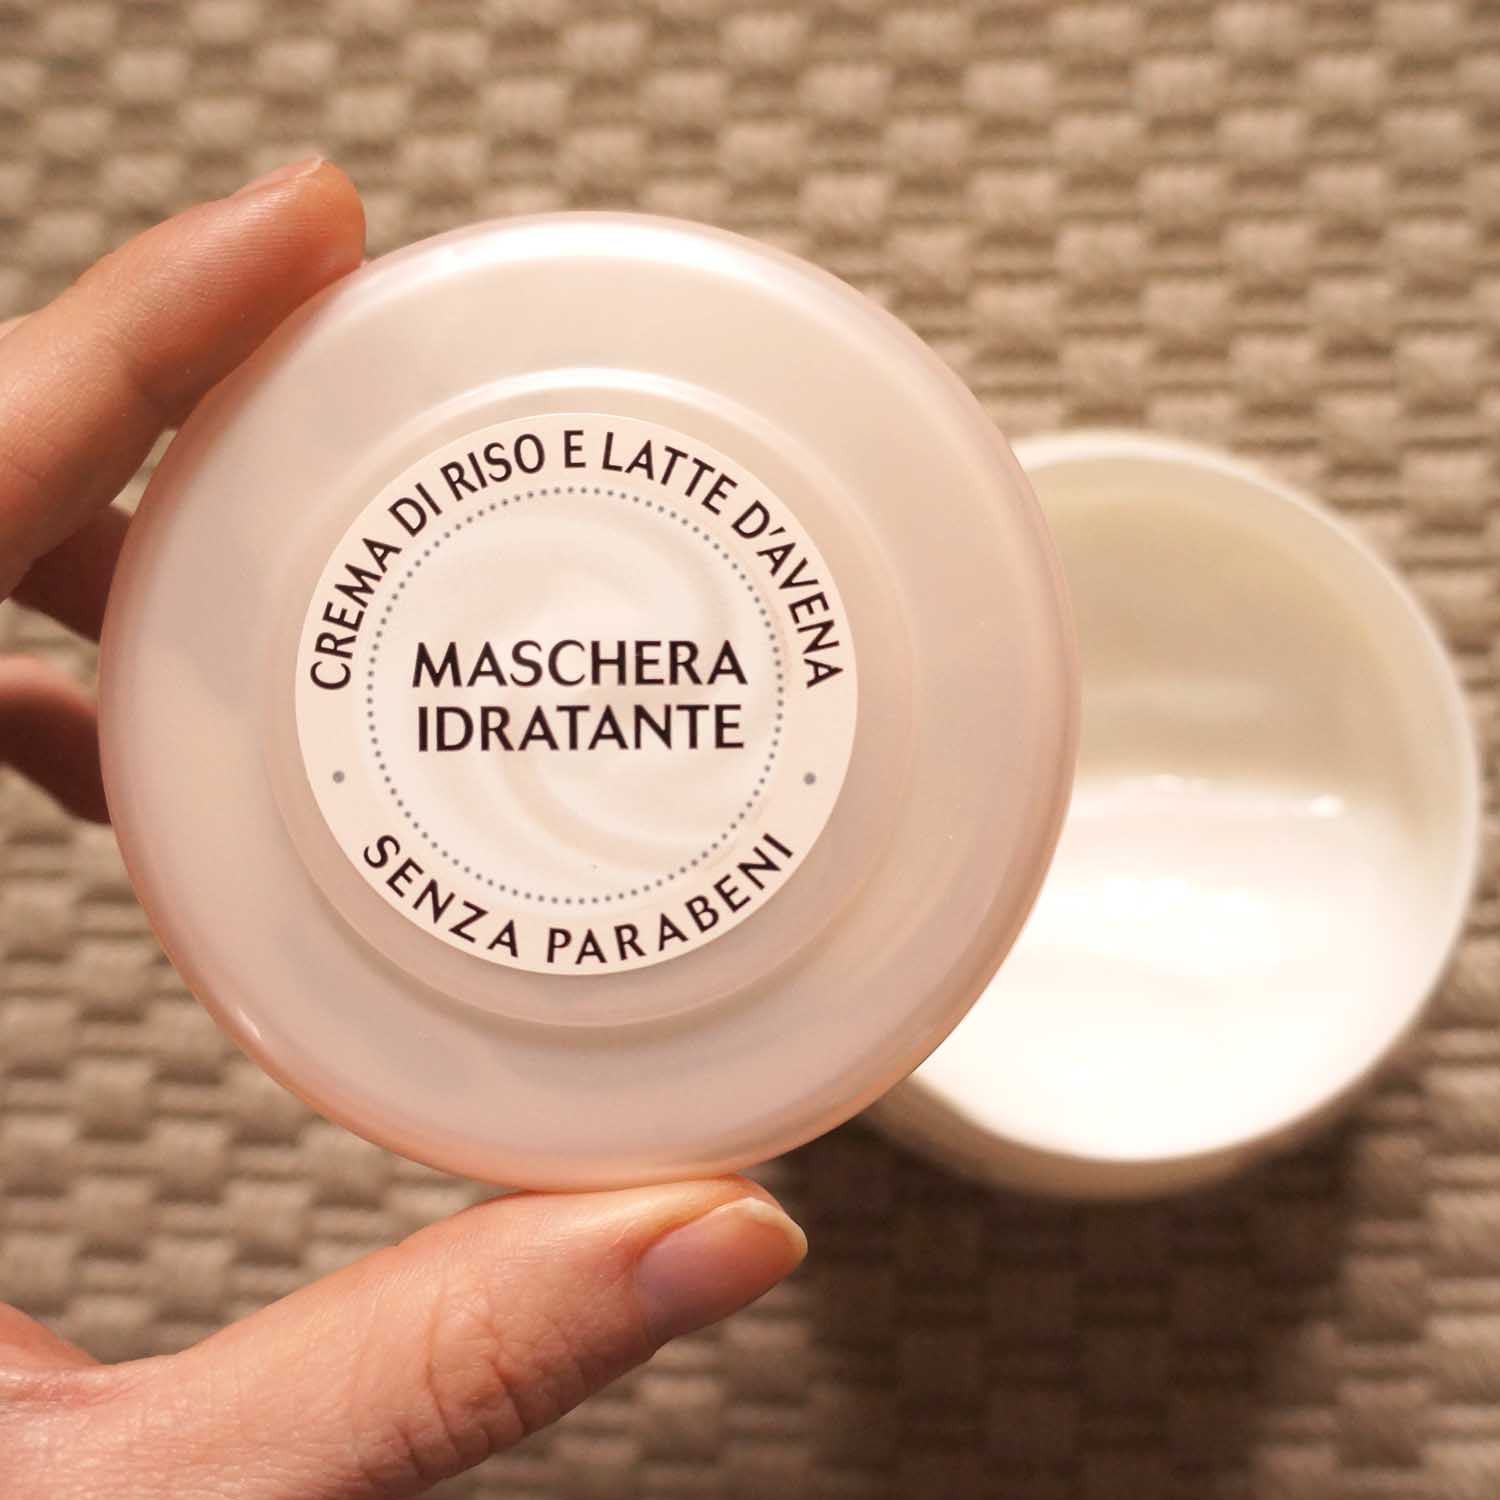 CREMA DI RISO E LATTE D'AVENA
MASCHERA
IDRATANTE
SENZA PARABENI